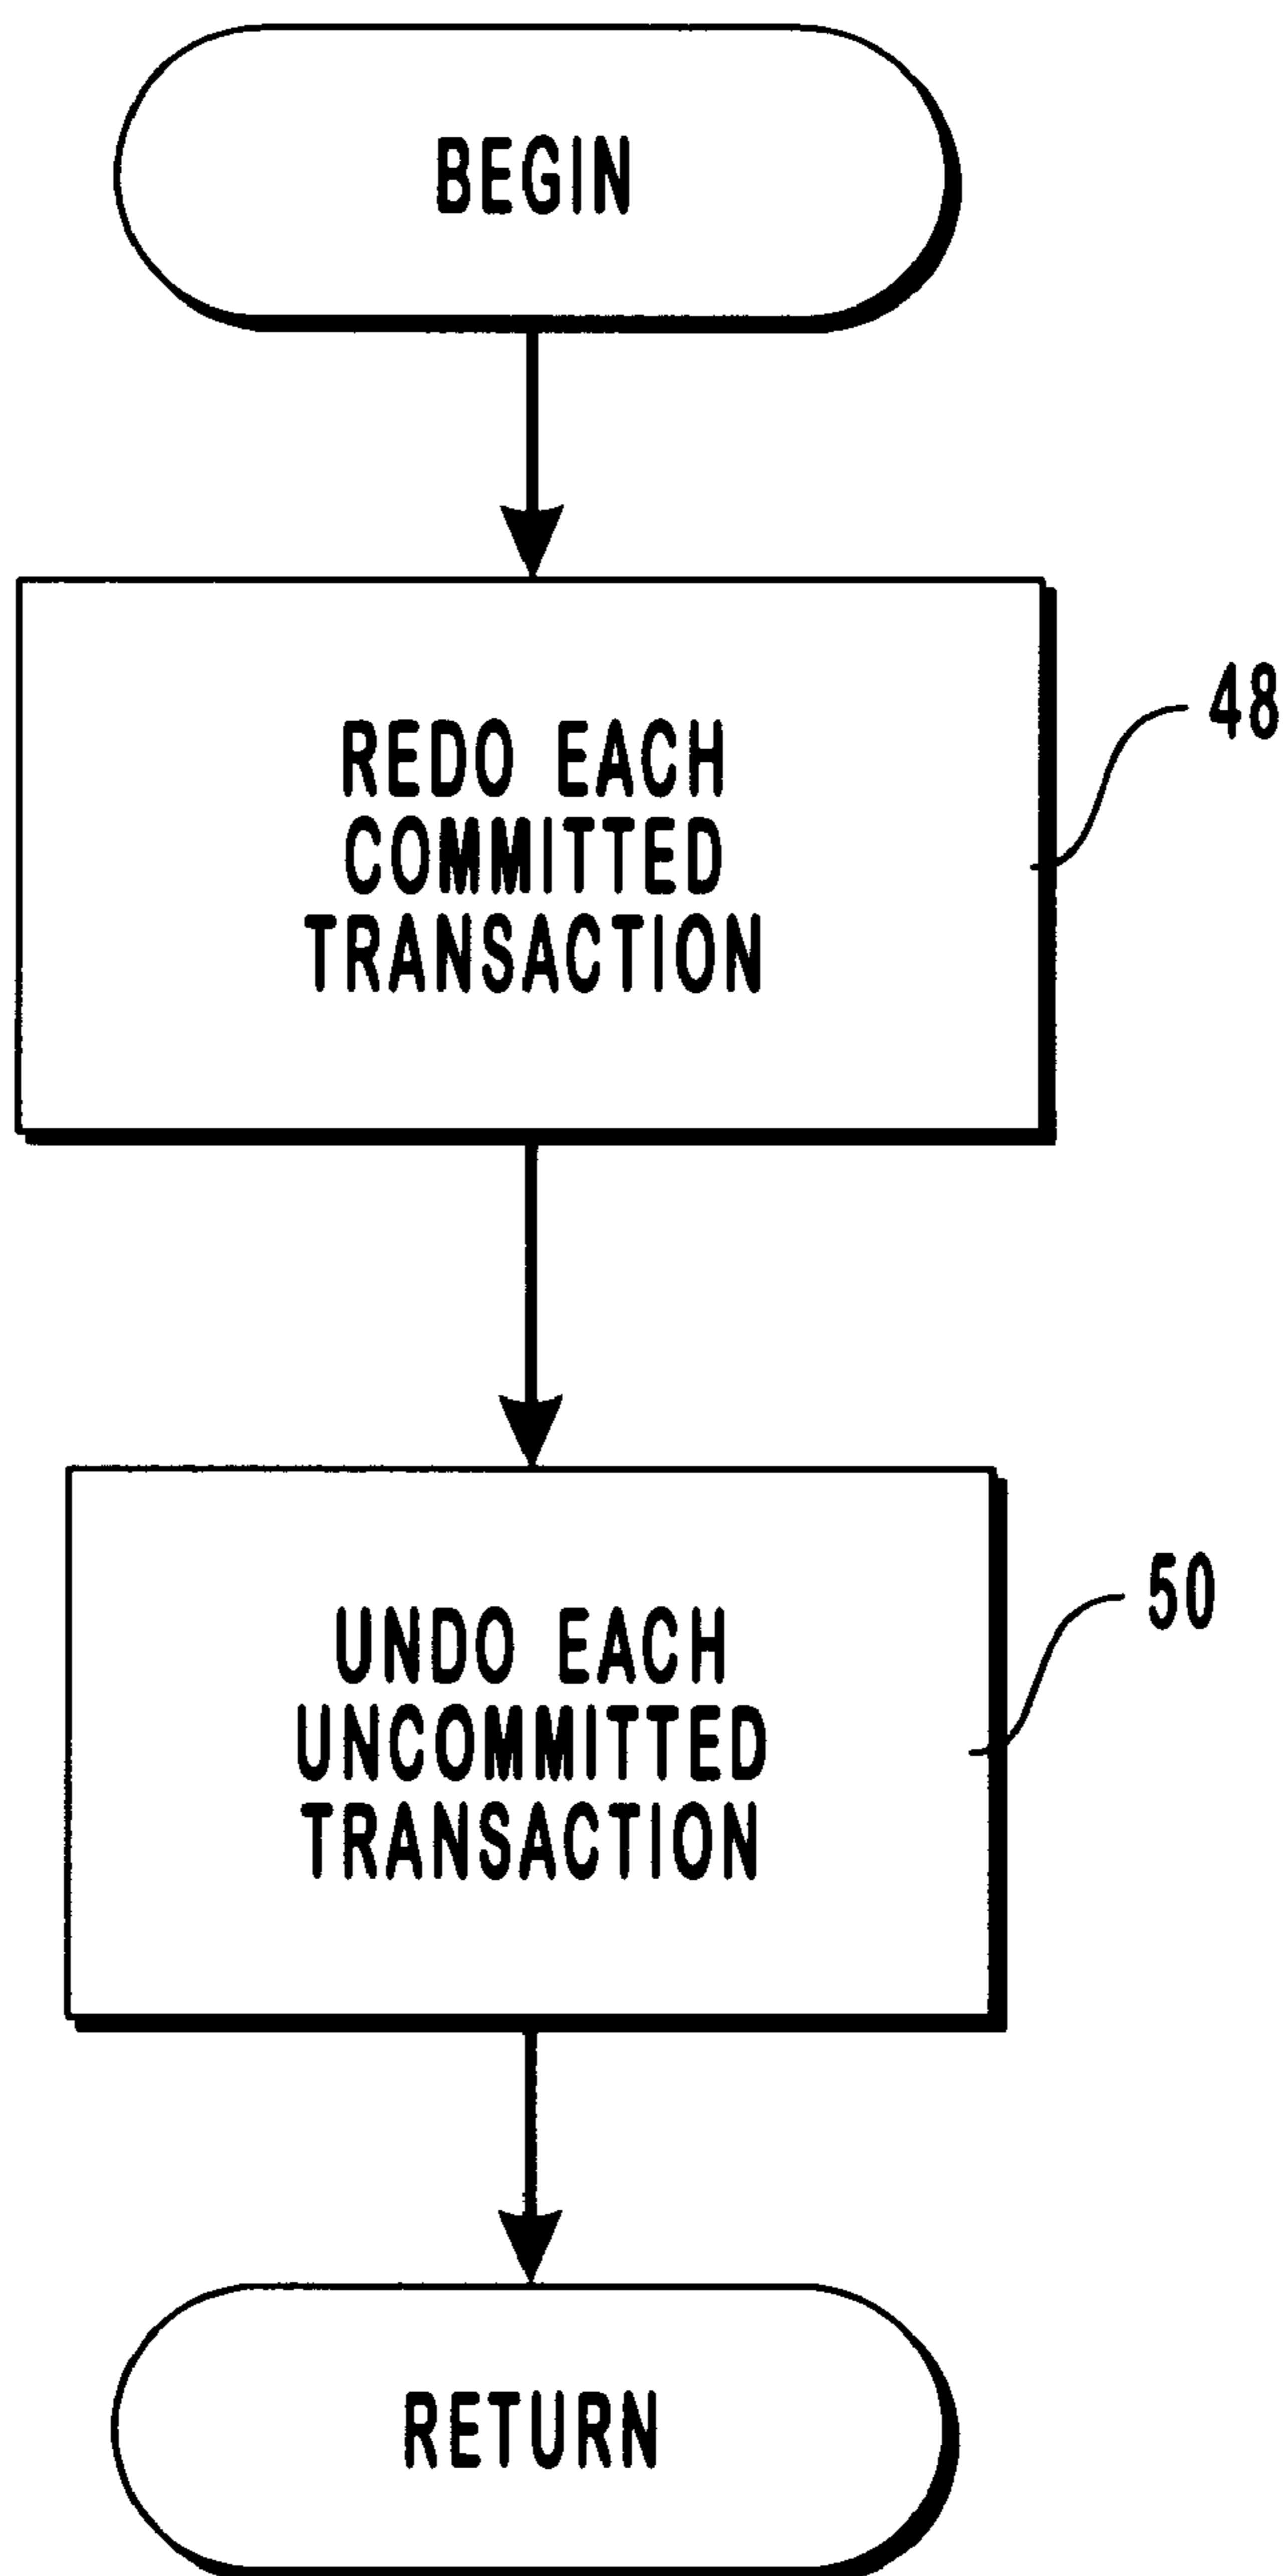 BEGIN
REDO EACH
COMMITTED
TRANSACTION
48
UNDO EACH
UNCOMMITTED
TRANSACTION
50
RETURN